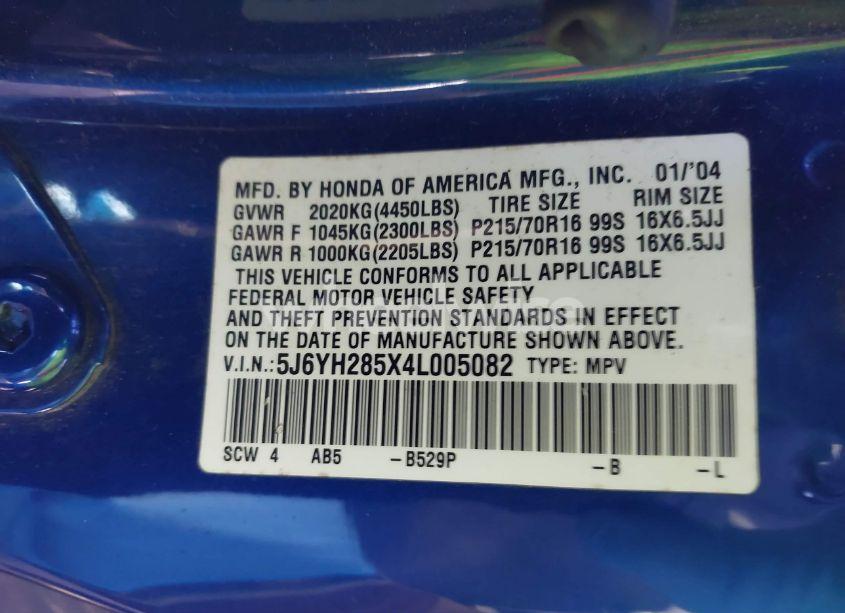 MFD. BY HONDA OF AMERICA MFG., INC. 01/'04
GVWR 2020KG(4450LBS) TIRE SIZE RIM SIZE
GAWR F 1045KG(2300LBS) P215/70R16 99S 16X6.5JJ
GAWR R 1000KG(2205LBS) P215/70R16 99S 16X6.5JJ
THIS VEHICLE CONFORMS TO ALL APPLICABLE
FEDERAL MOTOR VEHICLE SAFETY
AND THEFT PREVENTION STANDARDS IN EFFECT
ON THE DATE OF MANUFACTURE SHOWN ABOVE.
V.I.N.: 5J6YH285X4L005082 TYPE: MPV
SCW 4 AB5 -B529P -B -L